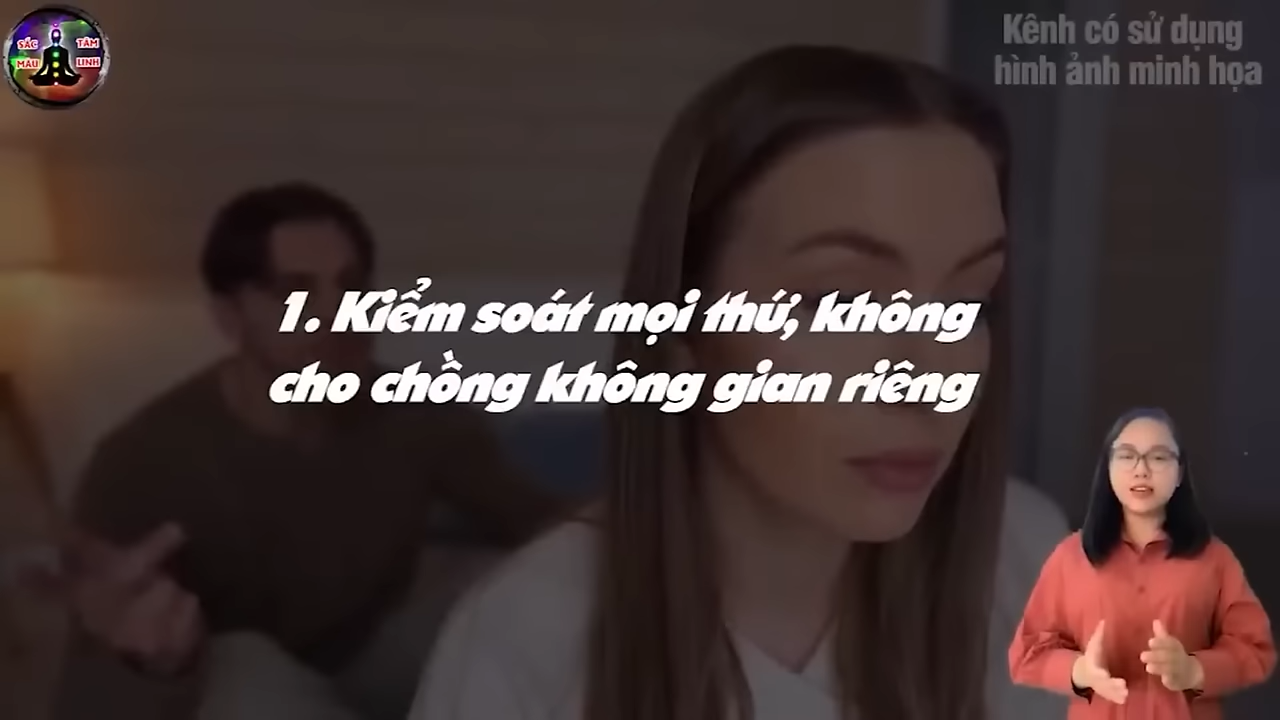 SẮC
MÀU
TÂM
LINH
Kênh có sử dụng
hình ảnh minh họa
1. Kiểm soát mọi thứ, không
cho chồng không gian riêng